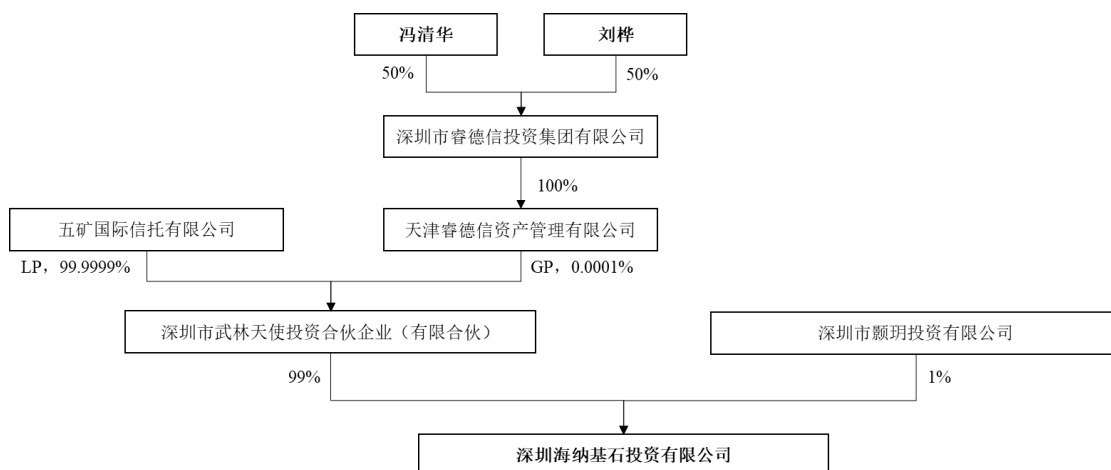 冯清华
刘桦
50%
50%
深圳市睿德信投资集团有限公司
100%
五矿国际信托有限公司
天津睿德信资产管理有限公司
LP，99.9999%
GP，0.0001%
深圳市武林天使投资合伙企业（有限合伙）
深圳市颢玥投资有限公司
99%
1%
深圳海纳基石投资有限公司